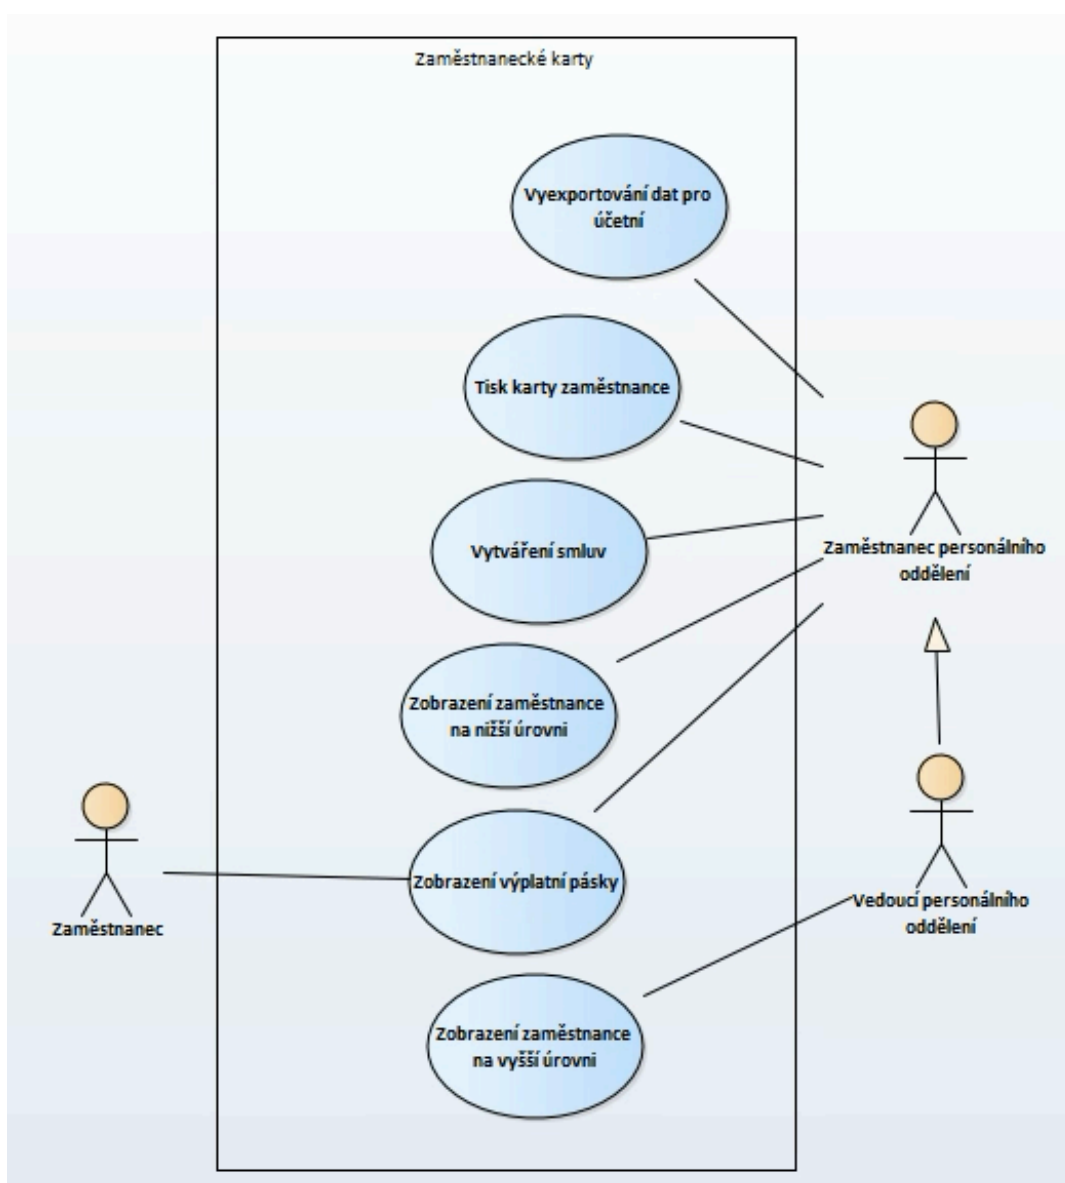 Zaměstnanecké karty
Vyexportování dat pro
účetní
Tisk karty zaměstnance
Vytváření smluv
Zaměstnanec personálního
oddělení
Zobrazení zaměstnance
na nižší úrovni
Zobrazení výplatní pásky
Zaměstnanec
Vedoucí personálního
oddělení
Zobrazení zaměstnance
na vyšší úrovni